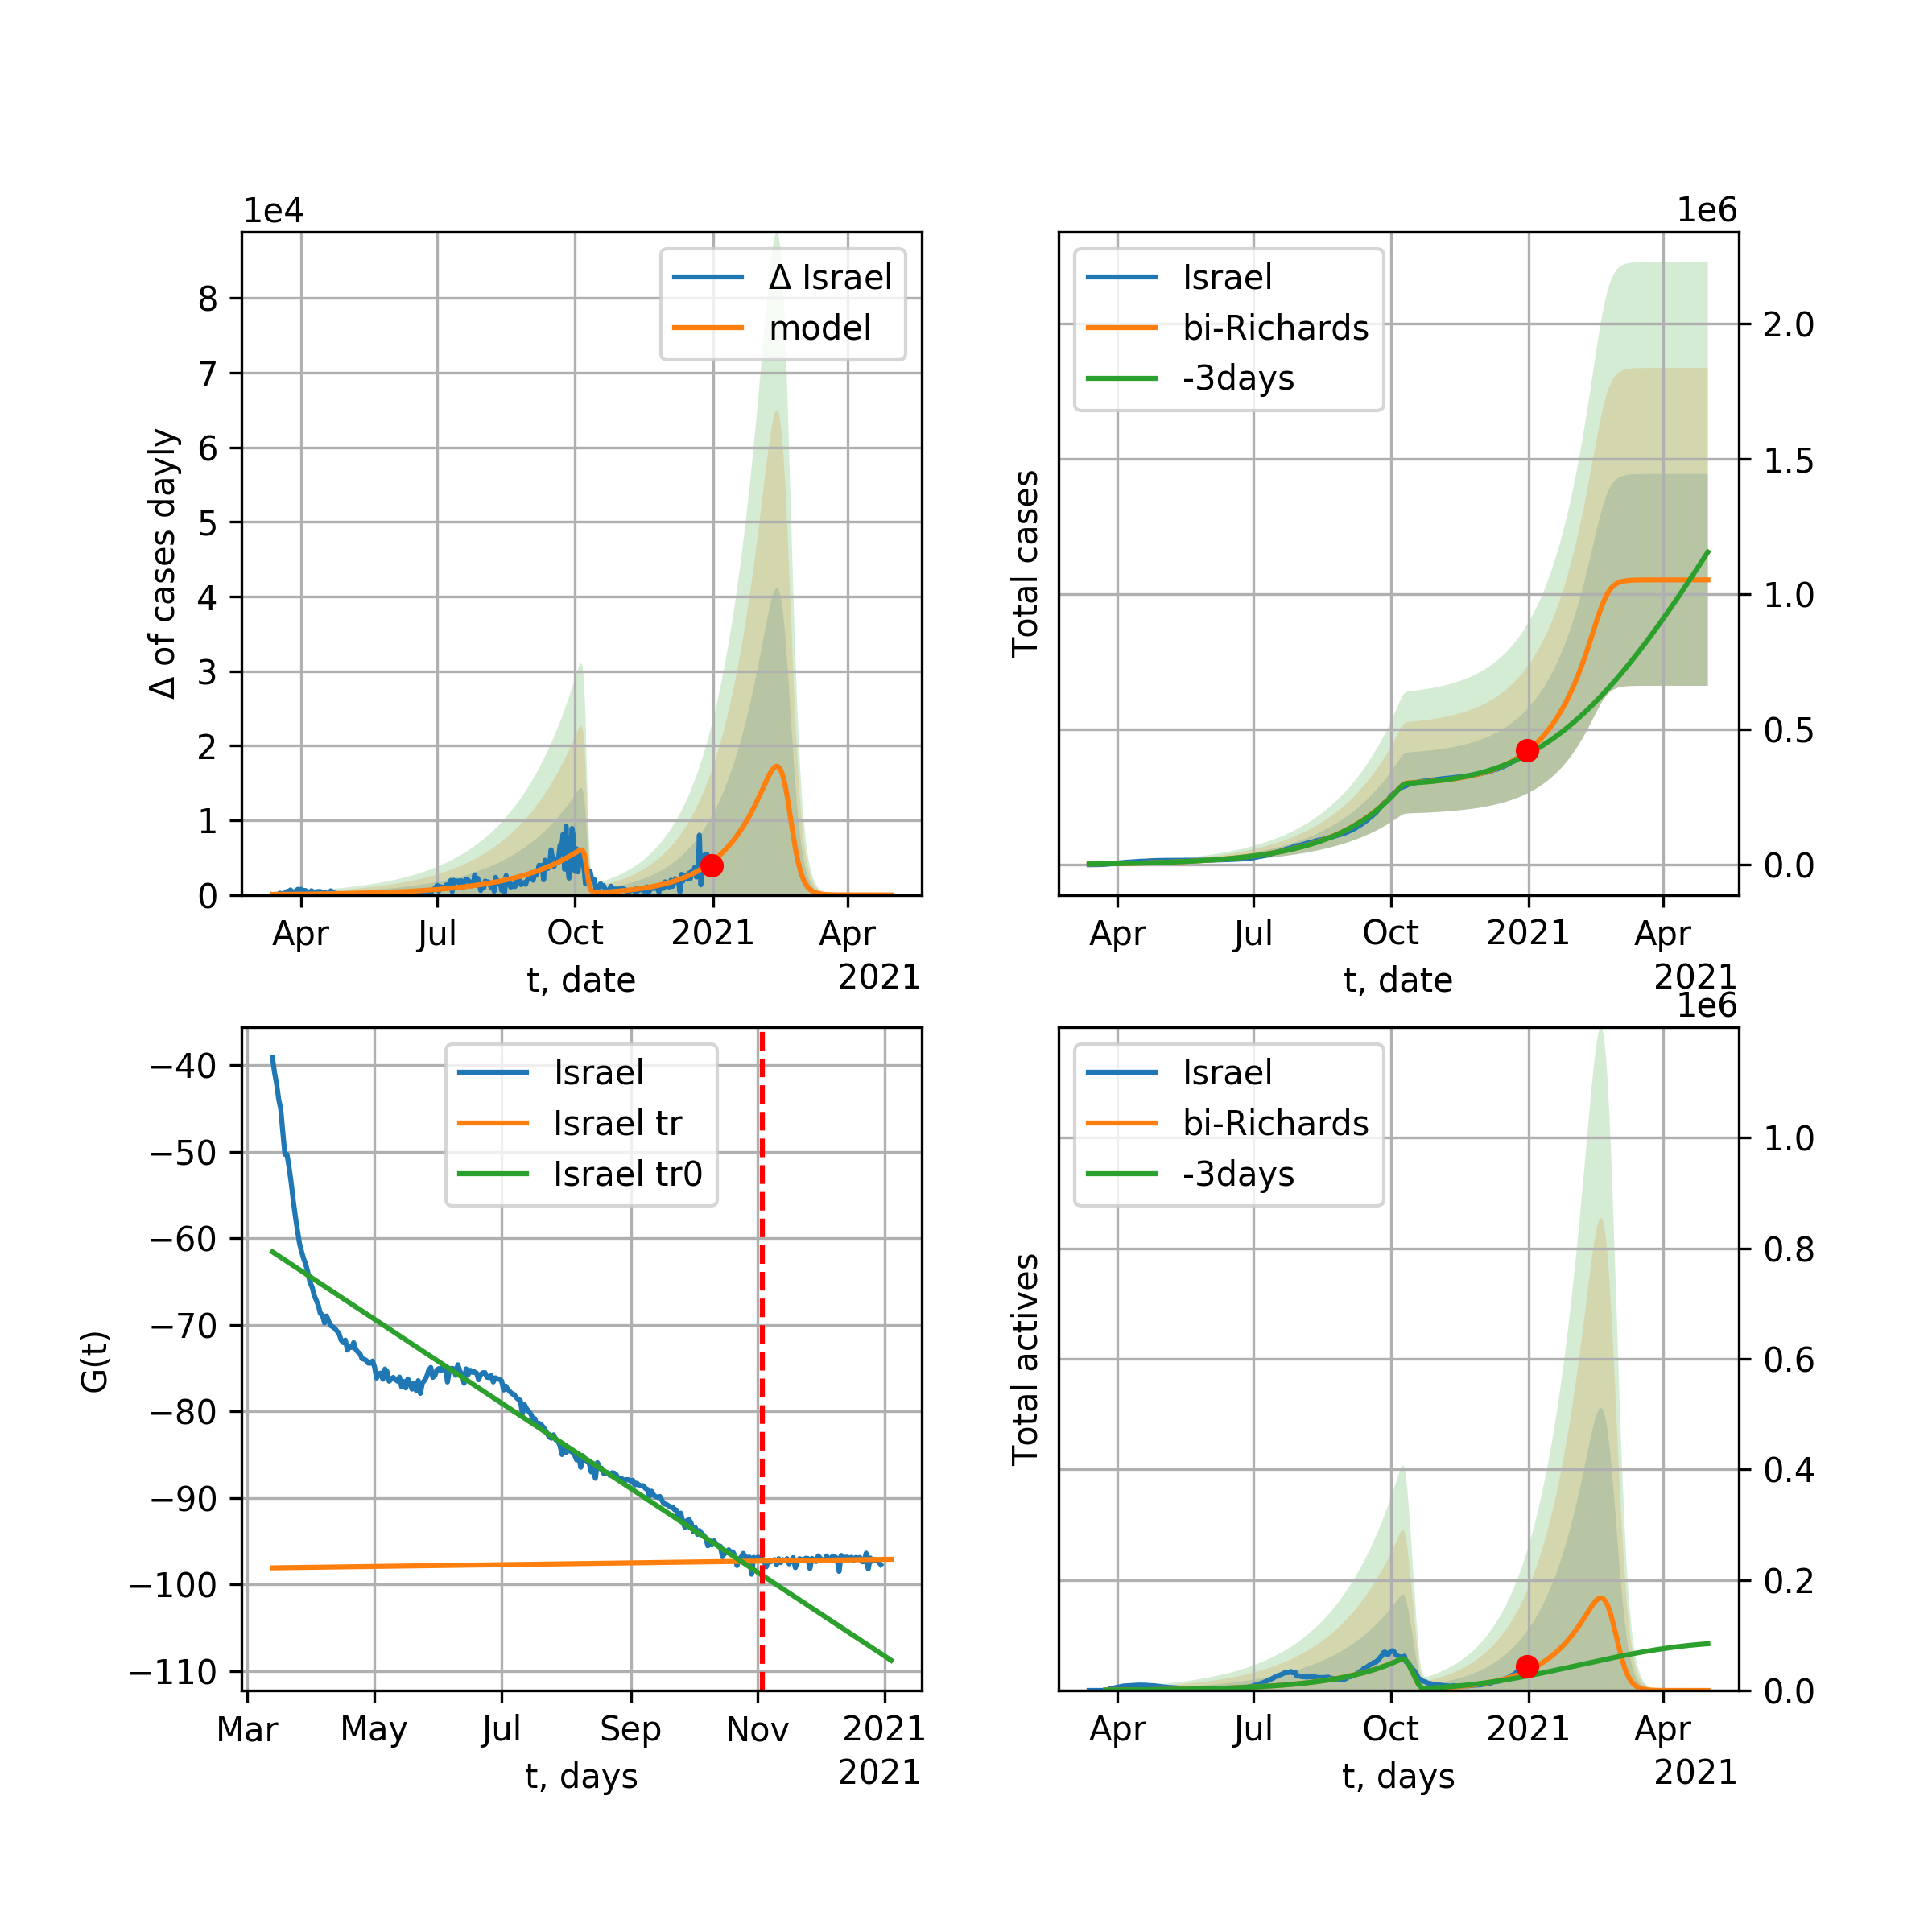 1e4
Δ of cases dayly
8
7
6
5
4
3
2
1
0
Δ Israel
model
Apr
Jul
Oct
2021
Apr
t, date
2021
1e6
Total cases
Israel
bi-Richards
-3days
2.0
1.5
1.0
0.5
0.0
Apr
Jul
Oct
2021
Apr
t, date
2021
G(t)
−40
−50
−60
−70
−80
−90
−100
−110
Israel
Israel tr
Israel tr0
Mar
May
Jul
Sep
Nov
2021
t, days
2021
1e6
Total actives
Israel
bi-Richards
-3days
1.0
0.8
0.6
0.4
0.2
0.0
Apr
Jul
Oct
2021
Apr
t, days
2021